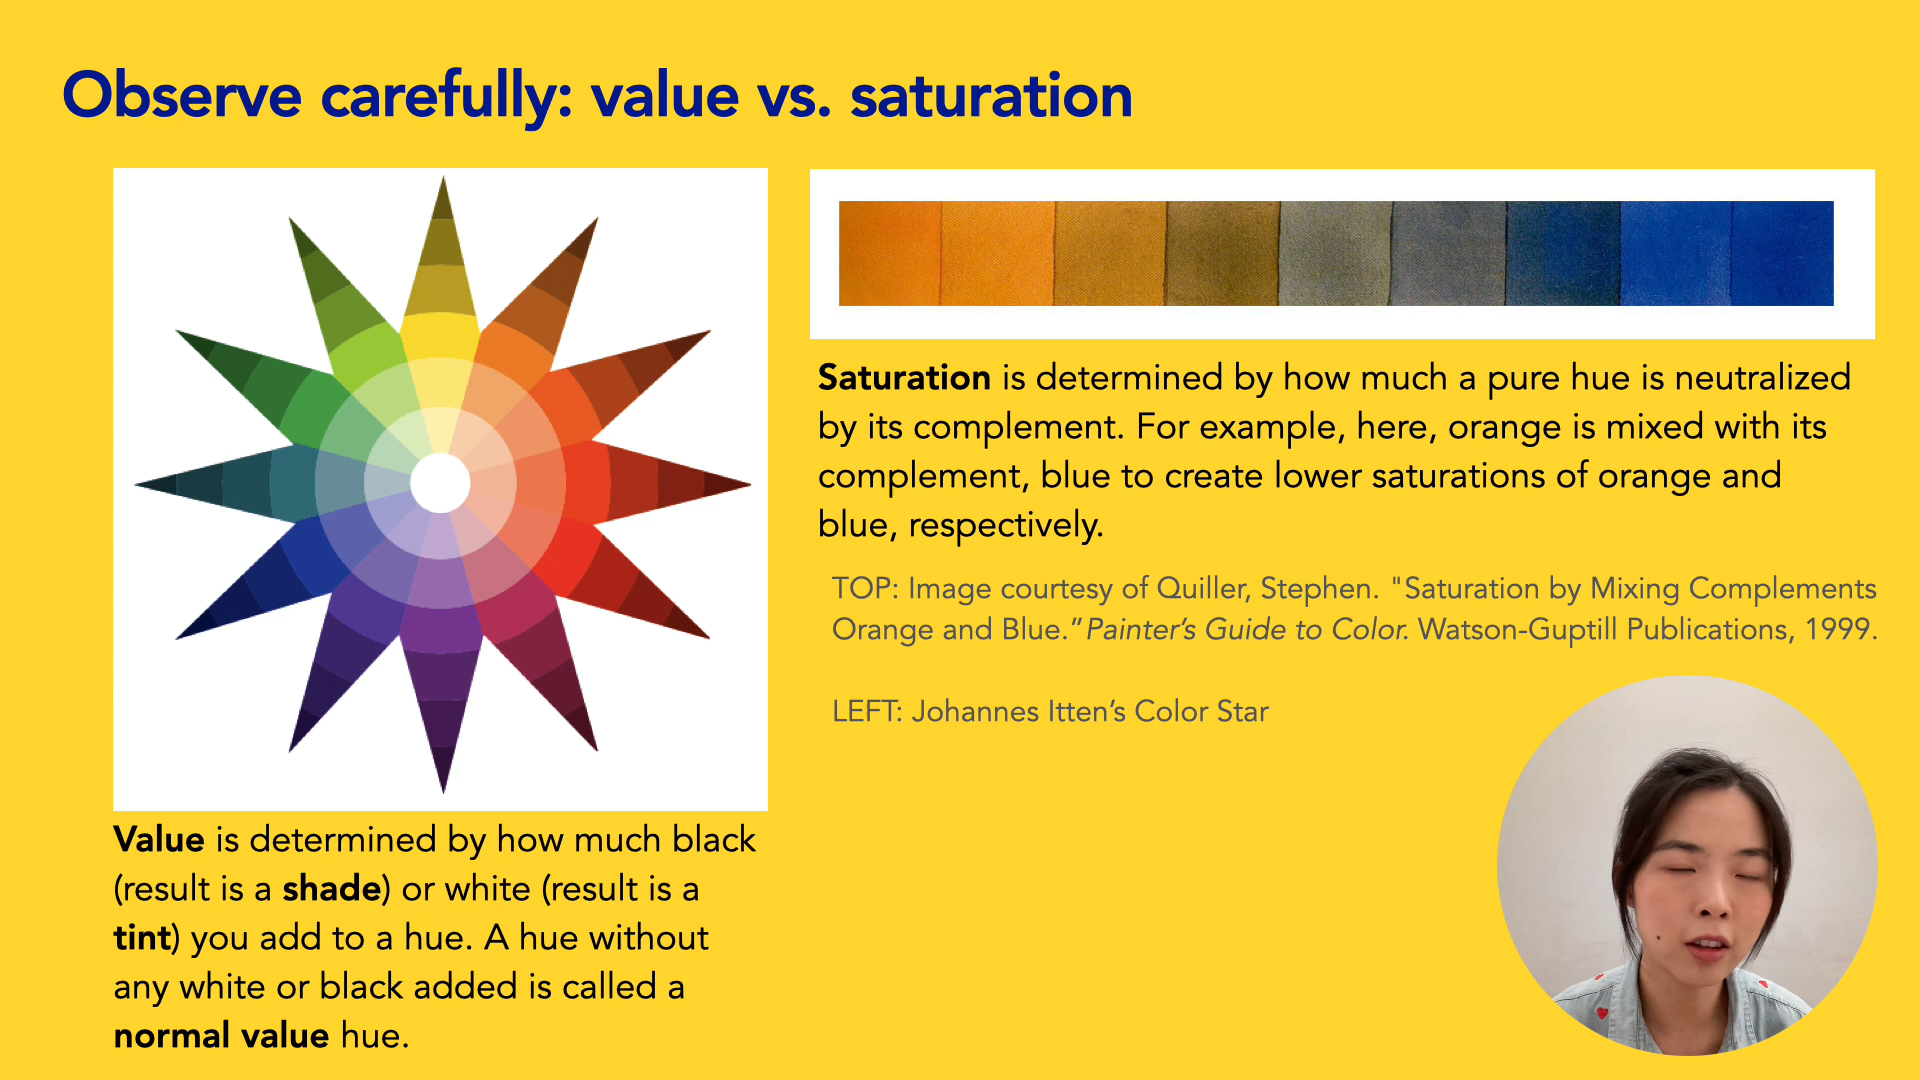 Observe carefully: value vs. saturation
Saturation is determined by how much a pure hue is neutralized
by its complement. For example, here, orange is mixed with its
complement, blue to create lower saturations of orange and
blue, respectively.
TOP: Image courtesy of Quiller, Stephen. "Saturation by Mixing Complements
Orange and Blue.” Painter’s Guide to Color. Watson-Guptill Publications, 1999.
LEFT: Johannes Itten’s Color Star
Value is determined by how much black
(result is a shade) or white (result is a
tint) you add to a hue. A hue without
any white or black added is called a
normal value hue.